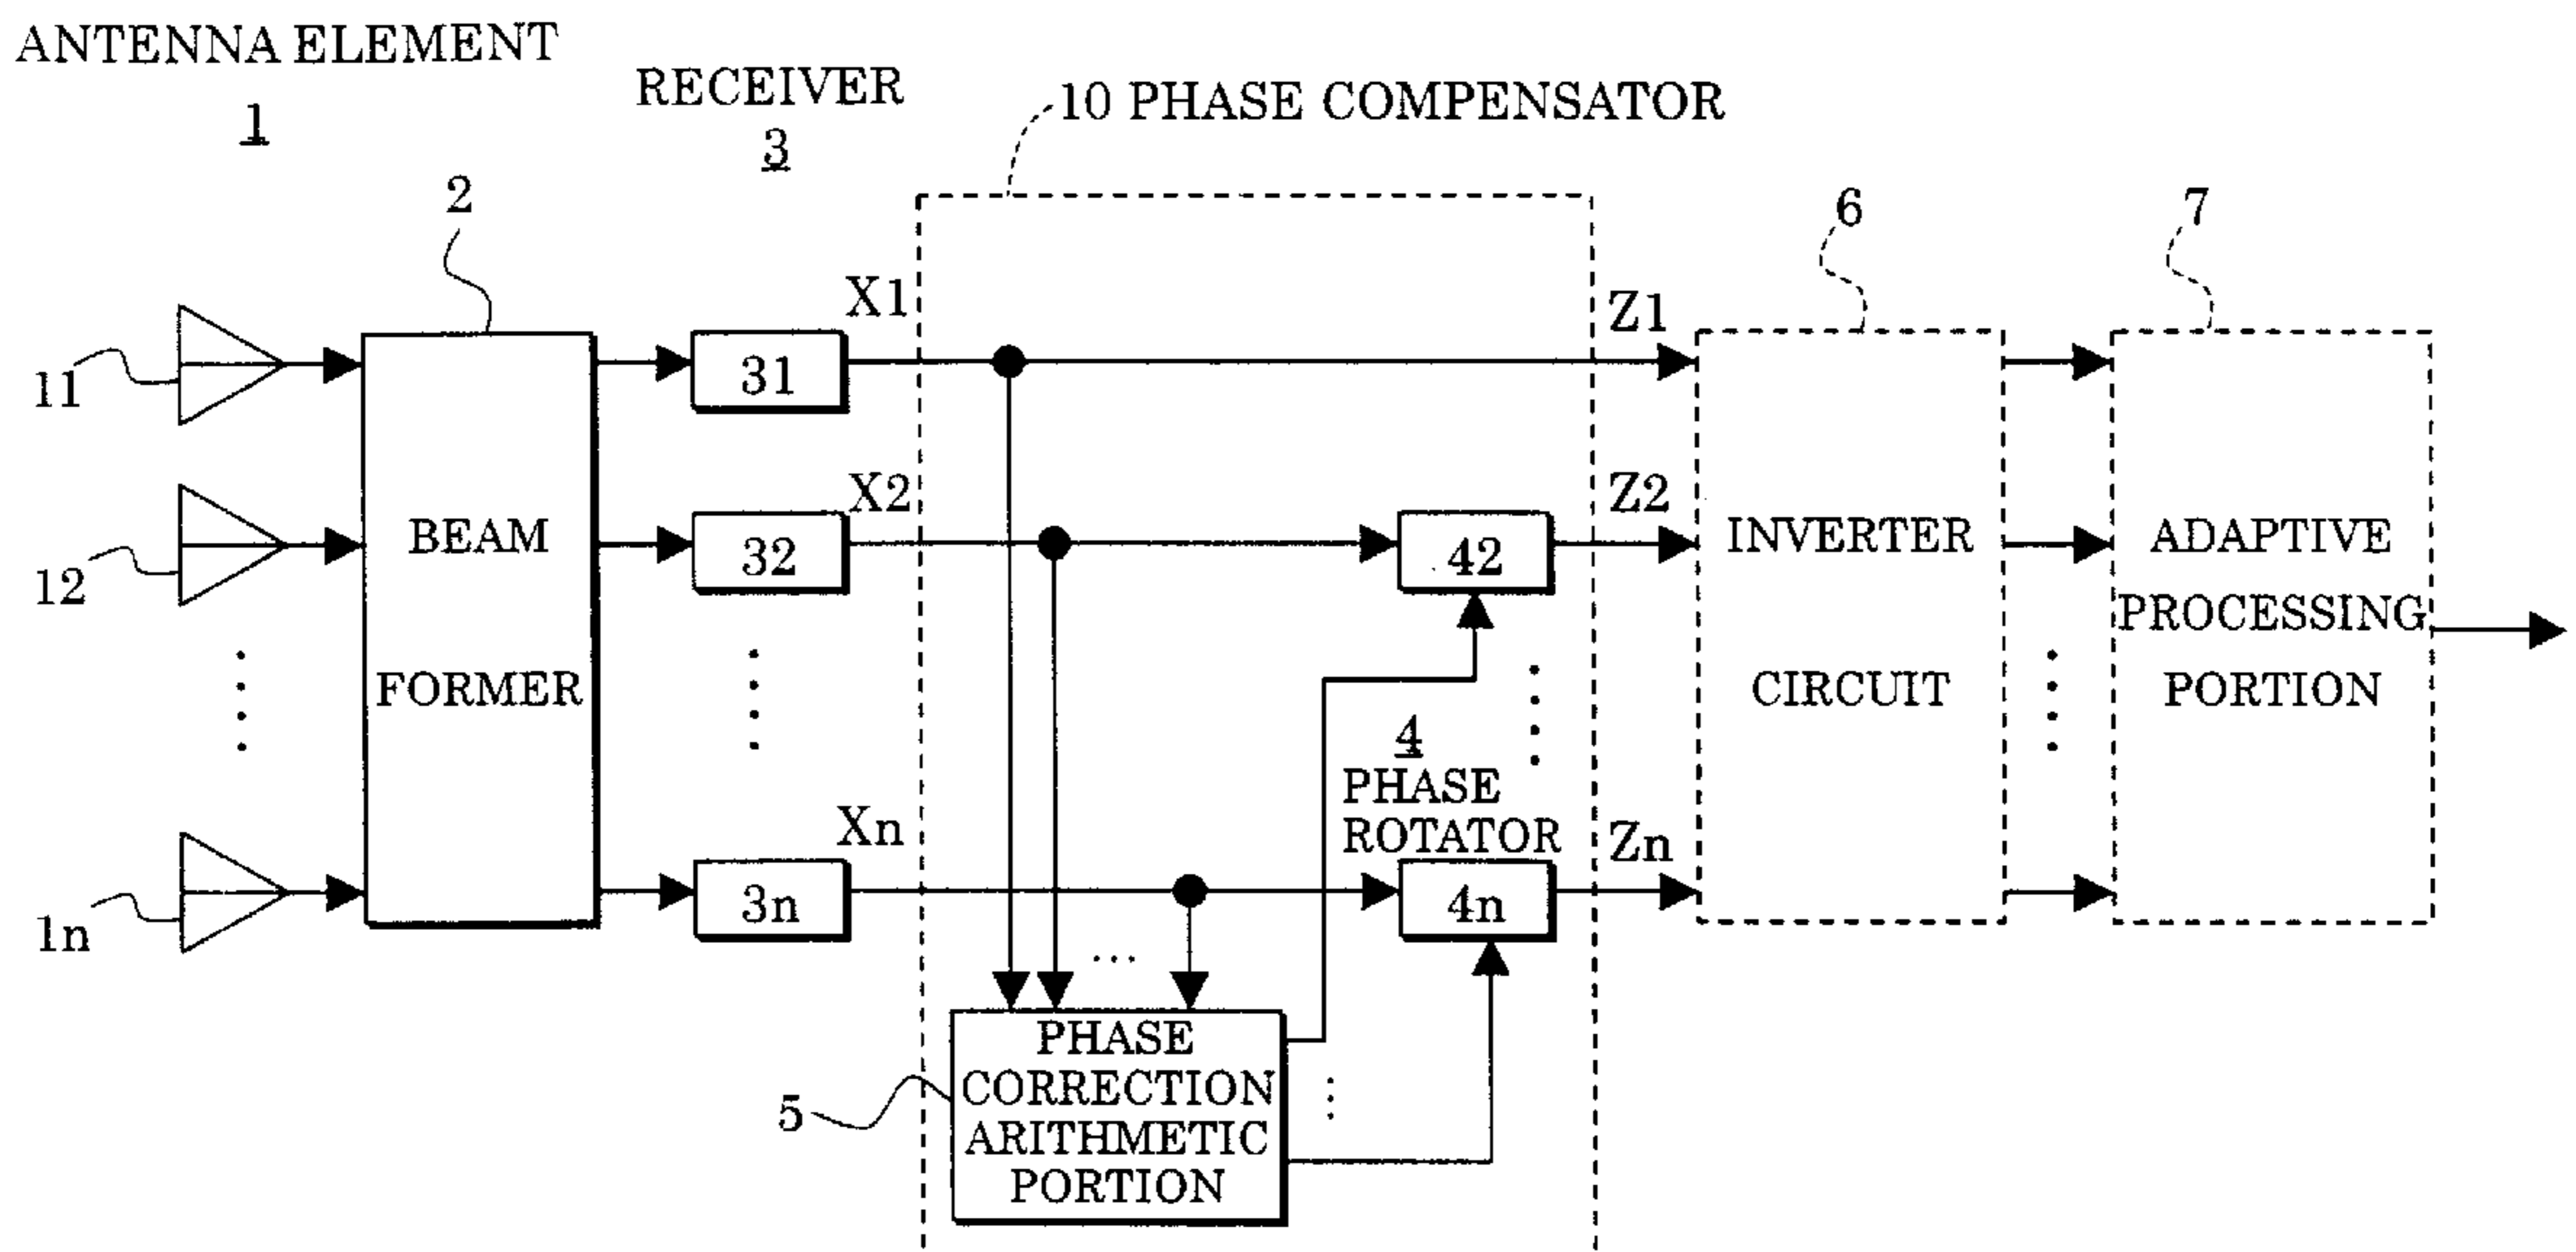 ANTENNA ELEMENT
1
RECEIVER
3
10 PHASE COMPENSATOR
2
6
7
X1
Z1
11
31
X2
Z2
12
32
42
BEAM
FORMER
INVERTER
CIRCUIT
ADAPTIVE
PROCESSING
PORTION
4
PHASE
ROTATOR
Xn
Zn
1n
3n
4n
...
5
PHASE
CORRECTION
ARITHMETIC
PORTION